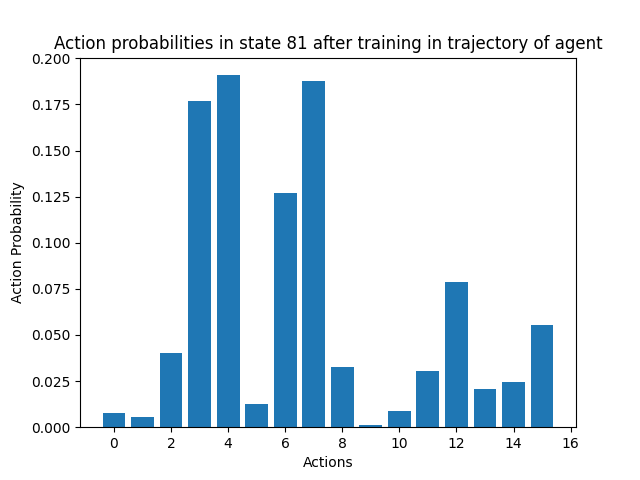 Action probabilities in state 81 after training in trajectory of agent
0.200
0.175
0.150
0.125
0.100
0.075
0.050
0.025
0.000
Action Probability
0 2 4 6 8 10 12 14 16
Actions